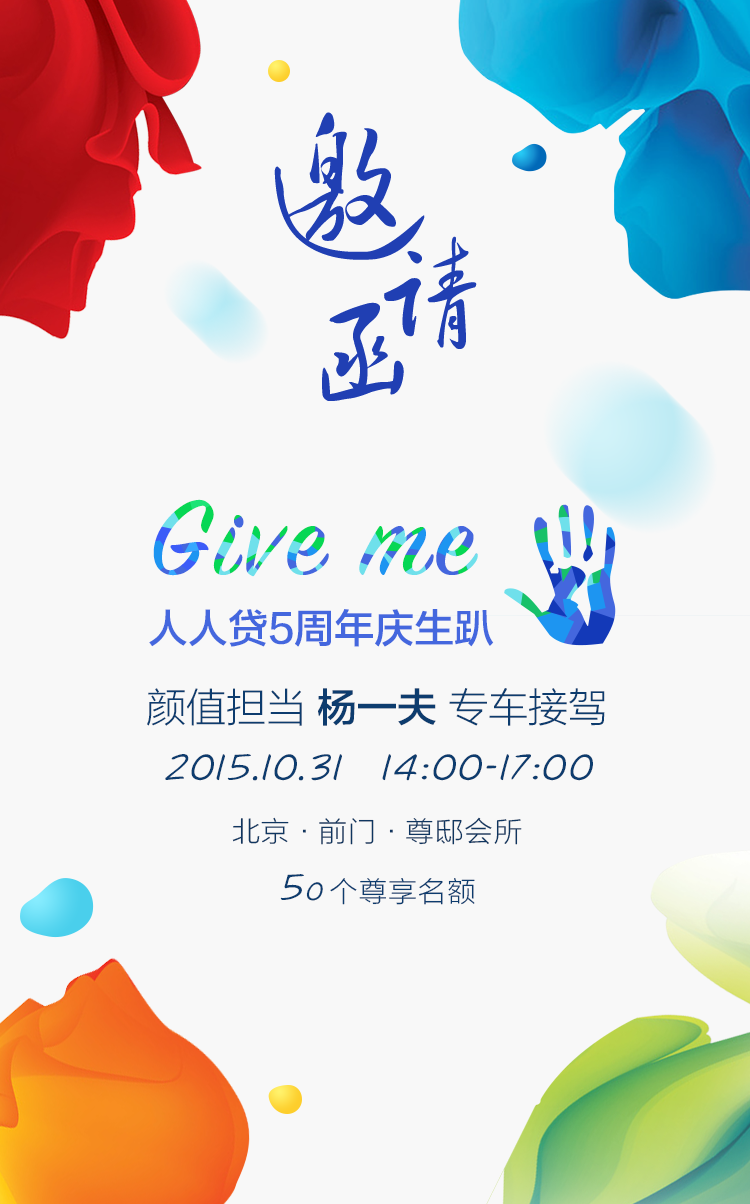 邀请函
Give me
人人贷5周年庆生趴
颜值担当 杨一夫 专车接驾
2015.10.31 14:00-17:00
北京·前门·尊邸会所
50个尊享名额